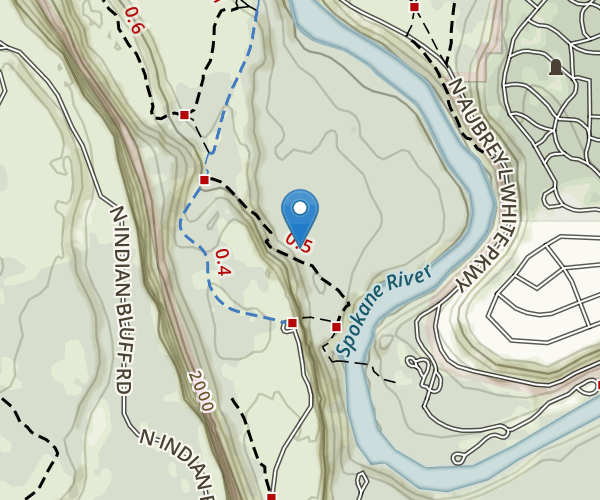 0.6
N-AUBREY-L-WHITE-PKWY
0.5
0.4
N-INDIAN-BLUFF-RD
Spokane River
2000
N-INDIAN-